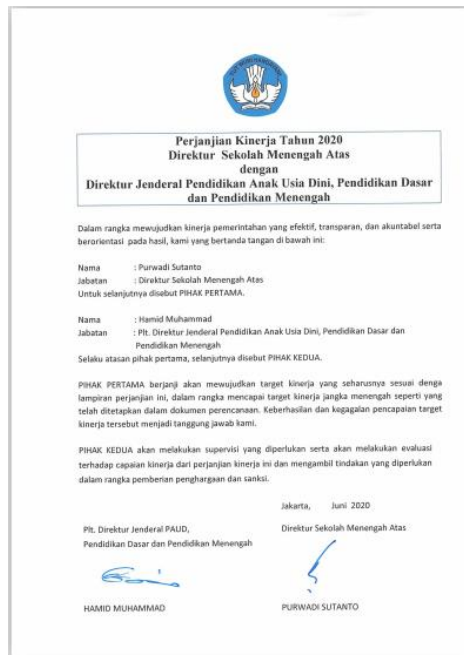 TUT WURI HANDAYANI
Perjanjian Kinerja Tahun 2020
Direktur Sekolah Menengah Atas
dengan
Direktur Jenderal Pendidikan Anak Usia Dini, Pendidikan Dasar
dan Pendidikan Menengah
Dalam rangka mewujudkan kinerja pemerintahan yang efektif, transparan, dan akuntabel serta
berorientasi pada hasil, kami yang bertanda tangan di bawah ini:
Nama : Purwadi Sutanto
Jabatan : Direktur Sekolah Menengah Atas
Untuk selanjutnya disebut PIHAK PERTAMA.
Nama : Hamid Muhammad
Jabatan : Plt. Direktur Jenderal Pendidikan Anak Usia Dini, Pendidikan Dasar dan
Pendidikan Menengah
Selaku atasan pihak pertama, selanjutnya disebut PIHAK KEDUA.
PIHAK PERTAMA berjanji akan mewujudkan target kinerja yang seharusnya sesuai denga
lampiran perjanjian ini, dalam rangka mencapai target kinerja jangka menengah seperti yang
telah ditetapkan dalam dokumen perencanaan. Keberhasilan dan kegagalan pencapaian target
kinerja tersebut menjadi tanggung jawab kami.
PIHAK KEDUA akan melakukan supervisi yang diperlukan serta akan melakukan evaluasi
terhadap capaian kinerja dari perjanjian kinerja ini dan mengambil tindakan yang diperlukan
dalam rangka pemberian penghargaan dan sanksi.
Jakarta, Juni 2020
Plt. Direktur Jenderal PAUD,
Pendidikan Dasar dan Pendidikan Menengah
Direktur Sekolah Menengah Atas
HAMID MUHAMMAD
PURWADI SUTANTO